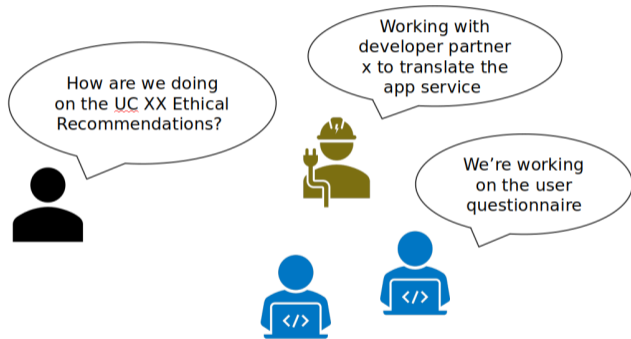 How are we doing
on the UC XX Ethical
Recommendations?
Working with
developer partner
x to translate the
app service
We’re working
on the user
questionnaire
</>
</>